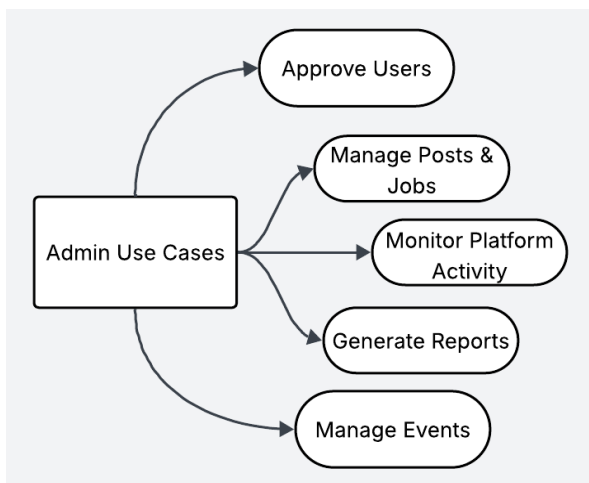 Approve Users
Manage Posts &
Jobs
Admin Use Cases
Monitor Platform
Activity
Generate Reports
Manage Events